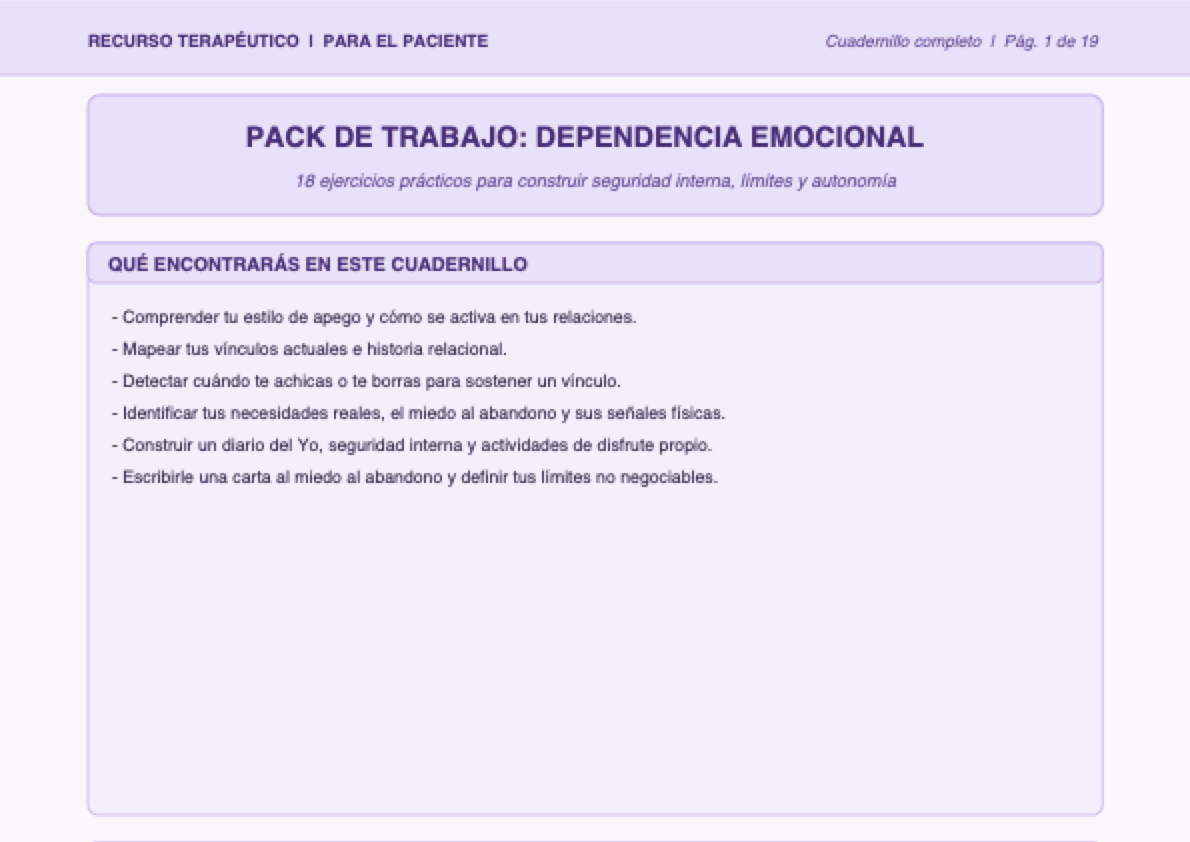 RECURSO TERAPÉUTICO | PARA EL PACIENTE
Cuadernillo completo | Pág. 1 de 19
PACK DE TRABAJO: DEPENDENCIA EMOCIONAL
18 ejercicios prácticos para construir seguridad interna, límites y autonomía
QUÉ ENCONTRARÁS EN ESTE CUADERNILLO
- Comprender tu estilo de apego y cómo se activa en tus relaciones.
- Mapear tus vínculos actuales e historia relacional.
- Detectar cuándo te achicas o te borras para sostener un vínculo.
- Identificar tus necesidades reales, el miedo al abandono y sus señales físicas.
- Construir un diario del Yo, seguridad interna y actividades de disfrute propio.
- Escribirle una carta al miedo al abandono y definir tus límites no negociables.